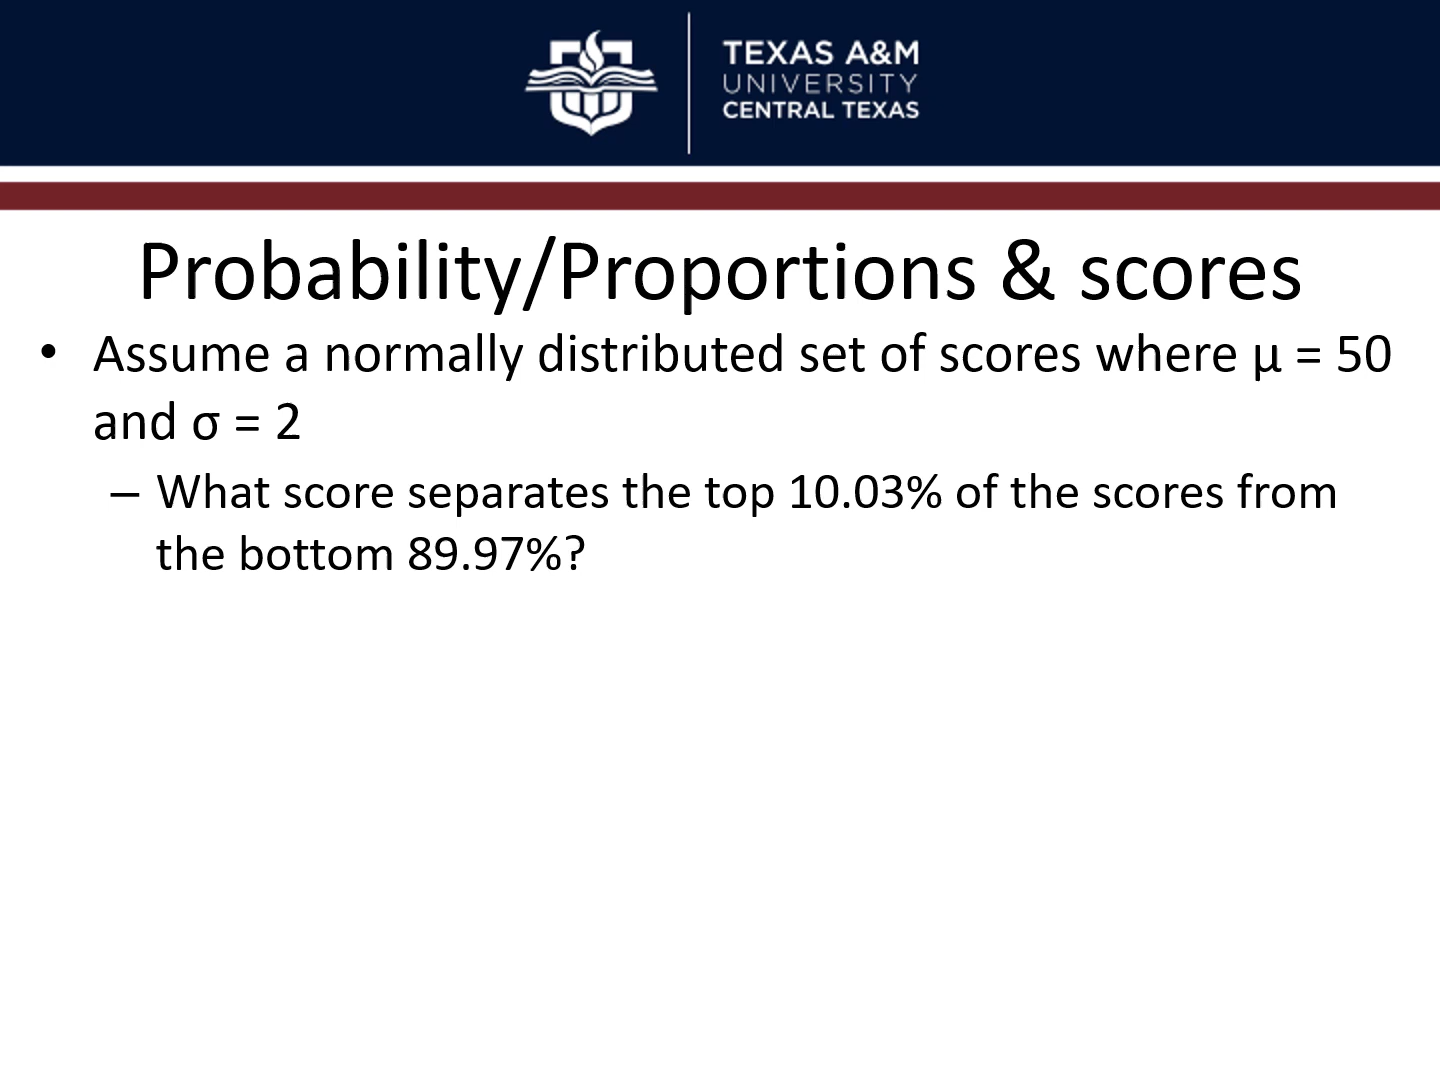 TEXAS A&M
UNIVERSITY
CENTRAL TEXAS
Probability/Proportions & scores
• Assume a normally distributed set of scores where μ = 50
and σ = 2
– What score separates the top 10.03% of the scores from
the bottom 89.97%?